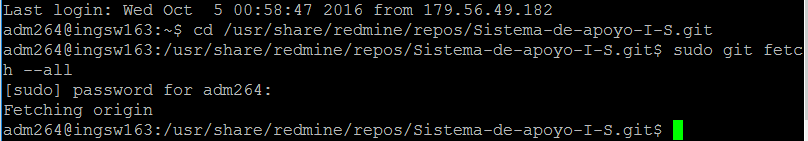 Last login: Wed Oct  5 00:58:47 2016 from 179.56.49.182
adm264@ingsw163:~$ cd /usr/share/redmine/repos/Sistema-de-apoyo-I-S.git
adm264@ingsw163:/usr/share/redmine/repos/Sistema-de-apoyo-I-S.git$ sudo git fetc
h --all
[sudo] password for adm264:
Fetching origin
adm264@ingsw163:/usr/share/redmine/repos/Sistema-de-apoyo-I-S.git$